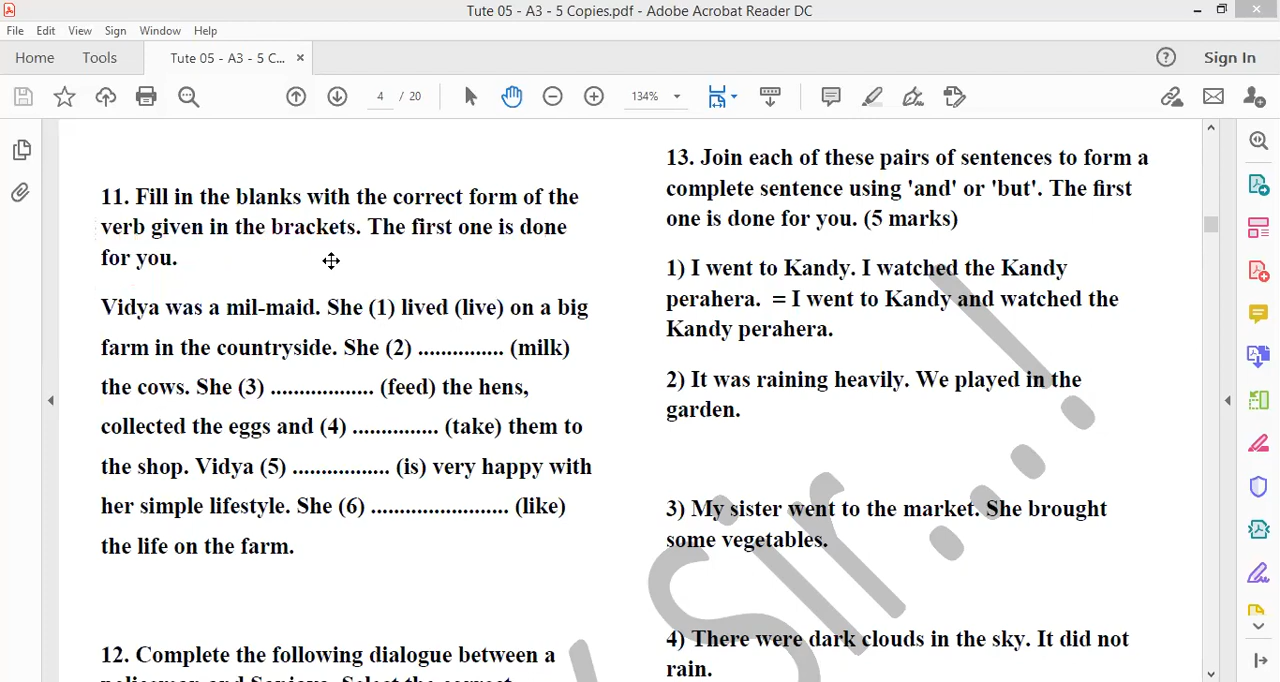 Tute 05 - A3 - 5 Copies.pdf - Adobe Acrobat Reader DC
File Edit View Sign Window Help
Home Tools Tute 05 - A3 - 5 C... × Sign In
4 / 20 134%
11. Fill in the blanks with the correct form of the
verb given in the brackets. The first one is done
for you.
Vidya was a mil-maid. She (1) lived (live) on a big
farm in the countryside. She (2) ............... (milk)
the cows. She (3) .................. (feed) the hens,
collected the eggs and (4) ............... (take) them to
the shop. Vidya (5) ................. (is) very happy with
her simple lifestyle. She (6) ........................ (like)
the life on the farm.
12. Complete the following dialogue between a
13. Join each of these pairs of sentences to form a
complete sentence using 'and' or 'but'. The first
one is done for you. (5 marks)
1) I went to Kandy. I watched the Kandy
perahera. = I went to Kandy and watched the
Kandy perahera.
2) It was raining heavily. We played in the
garden.
3) My sister went to the market. She brought
some vegetables.
4) There were dark clouds in the sky. It did not
rain.
Sir...!